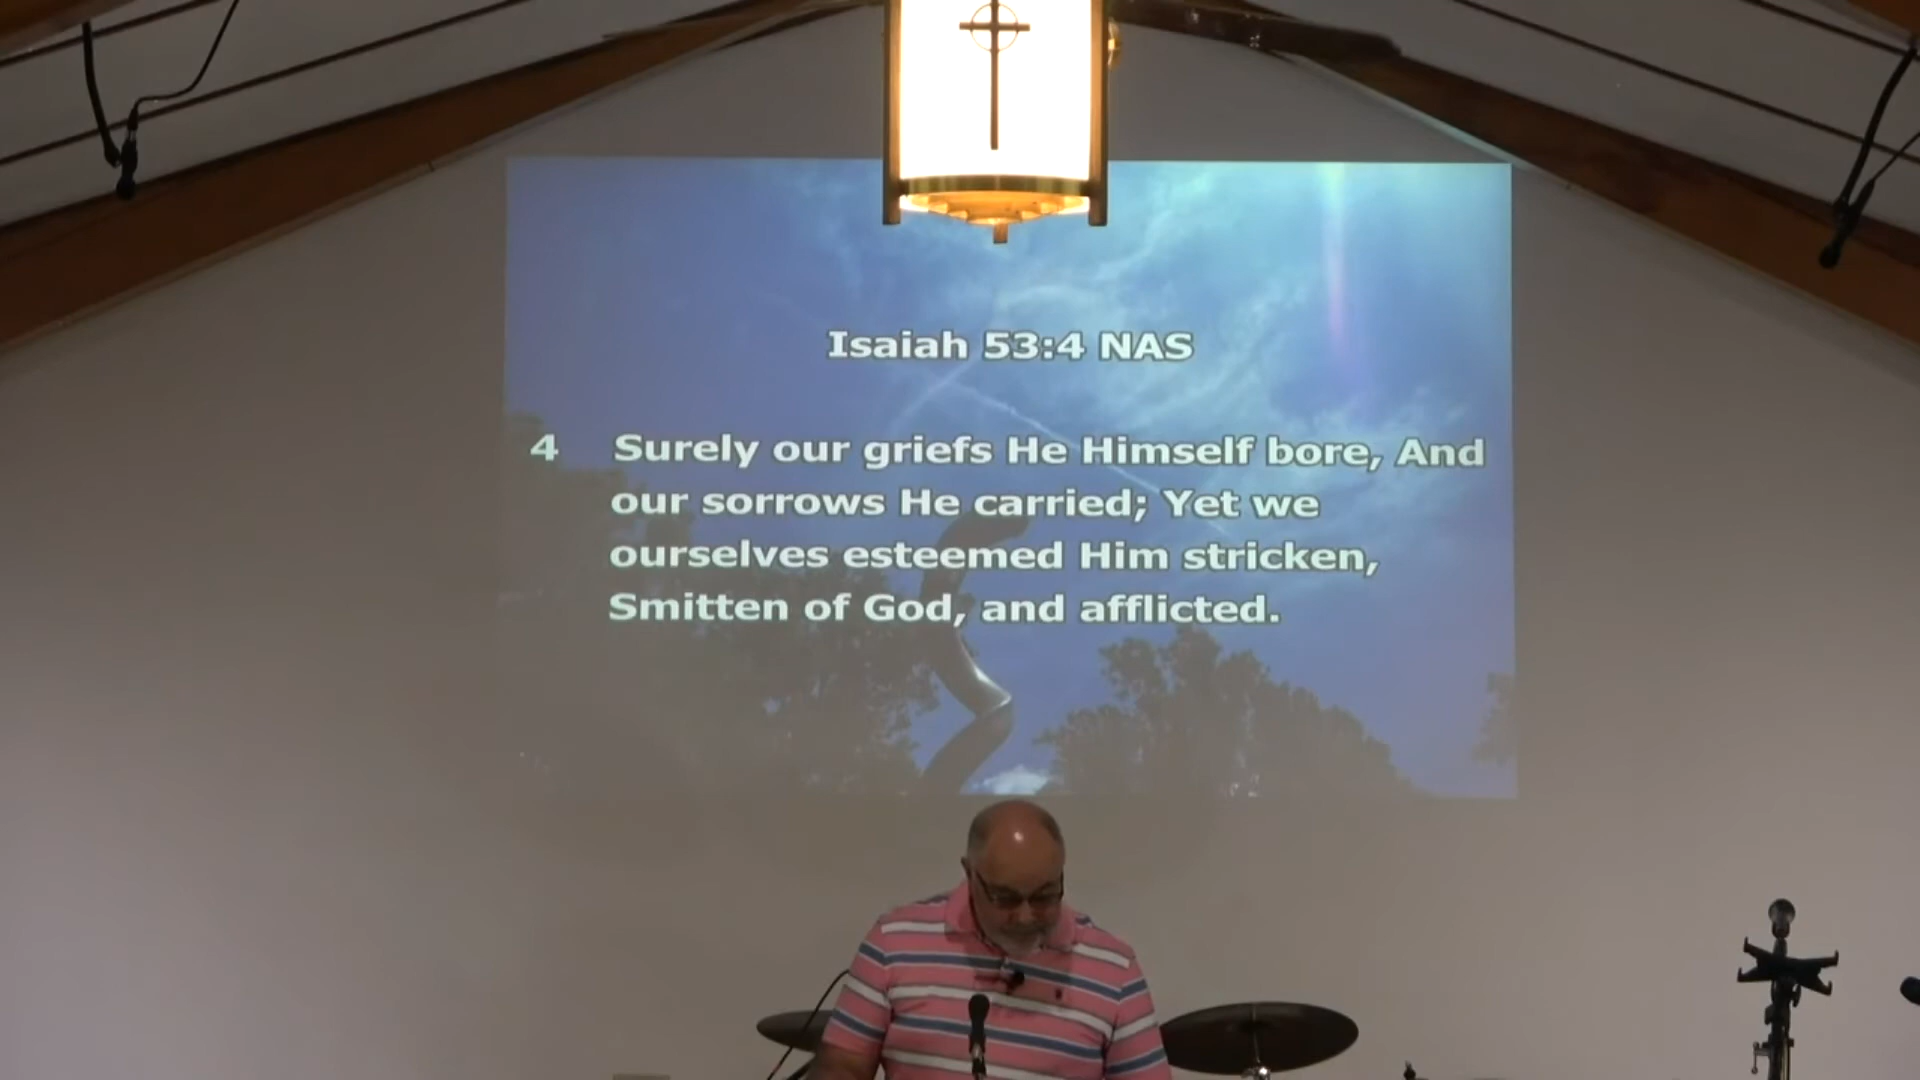 Isaiah 53:4 NAS
4 Surely our griefs He Himself bore, And
our sorrows He carried; Yet we
ourselves esteemed Him stricken,
Smitten of God, and afflicted.